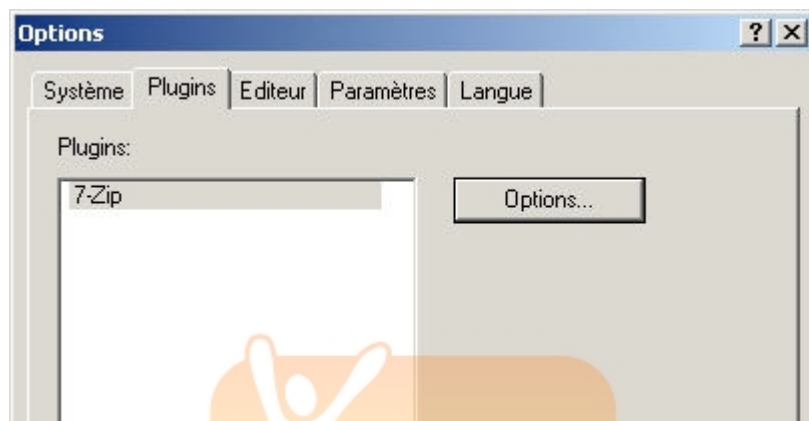 Options
Système Plugins Editeur Paramètres Langue
Plugins:
7-Zip
Options...